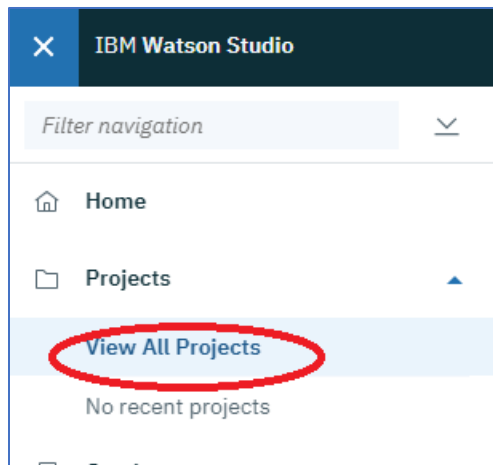 IBM Watson Studio
Filter navigation
Home
Projects
View All Projects
No recent projects